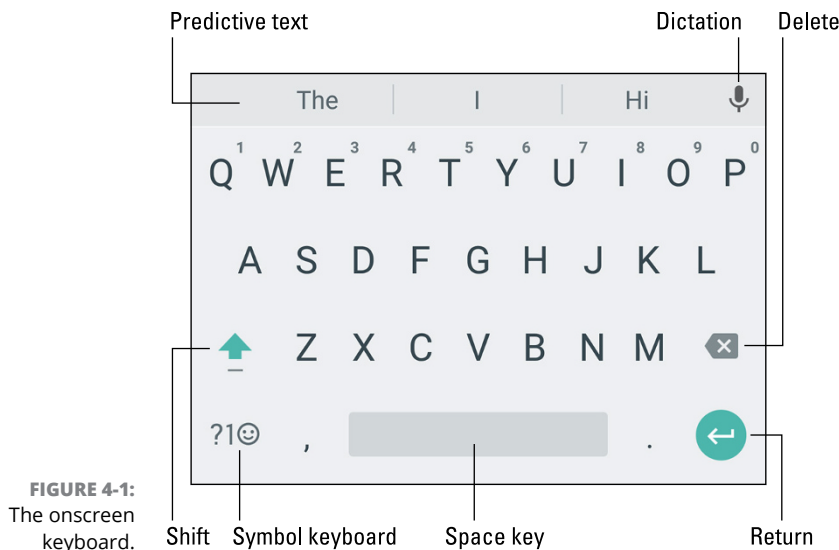 Predictive text Dictation Delete
The I Hi
1 2 3 4 5 6 7 8 9 0
Q W E R T Y U I O P
A S D F G H J K L
Z X C V B N M
?1☺ , .
FIGURE 4-1:
The onscreen
keyboard.
Shift Symbol keyboard Space key Return